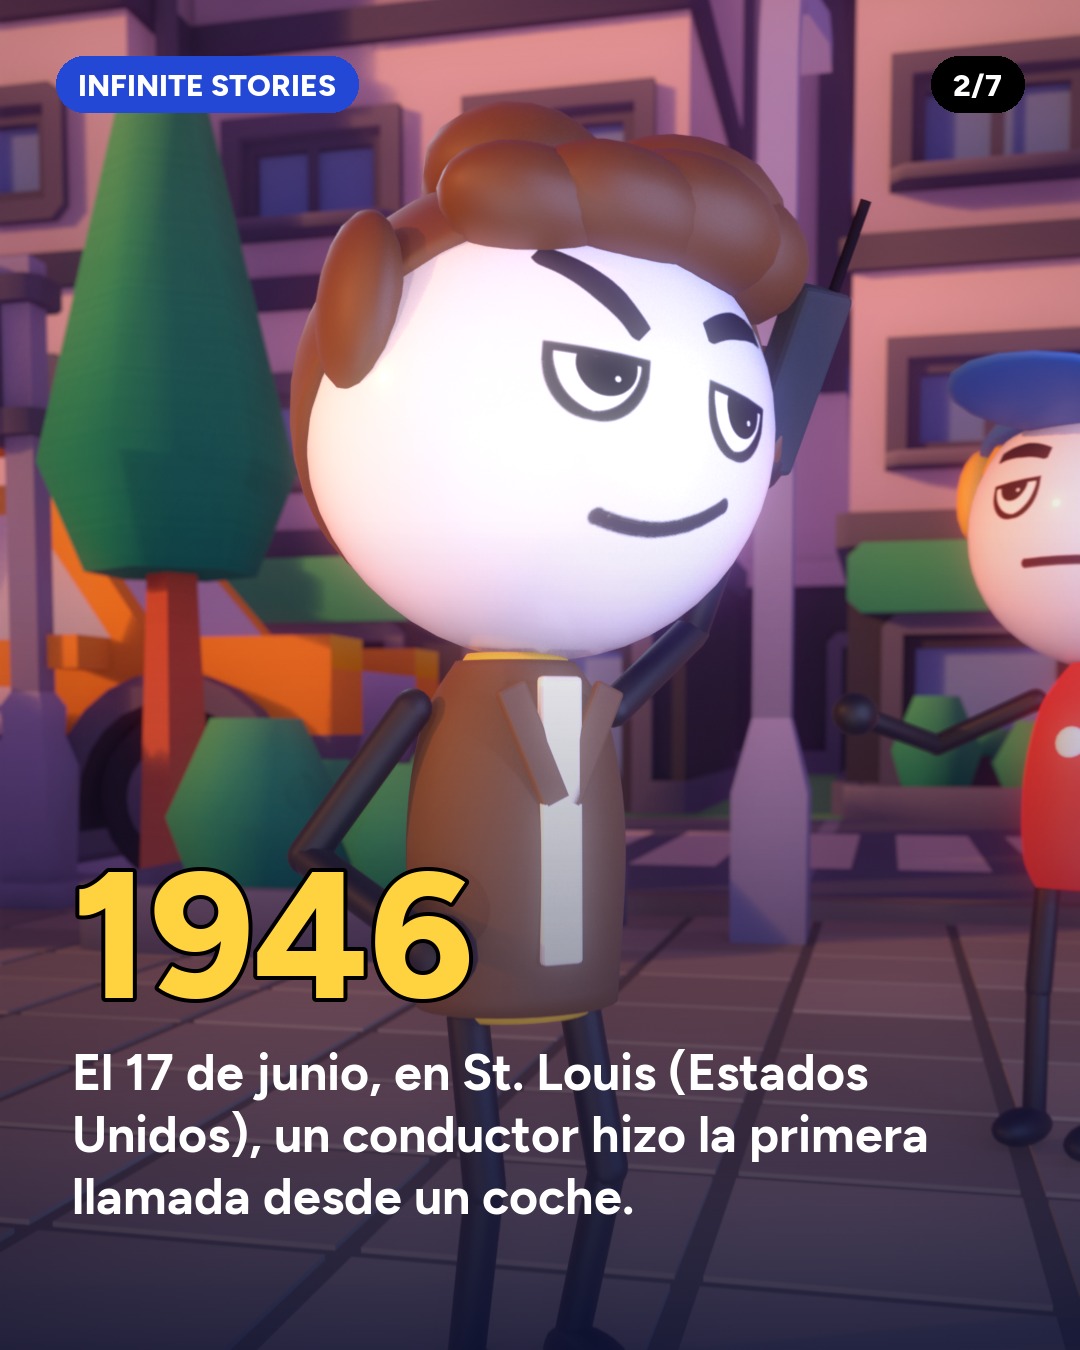 INFINITE STORIES
2/7
1946
El 17 de junio, en St. Louis (Estados
Unidos), un conductor hizo la primera
llamada desde un coche.